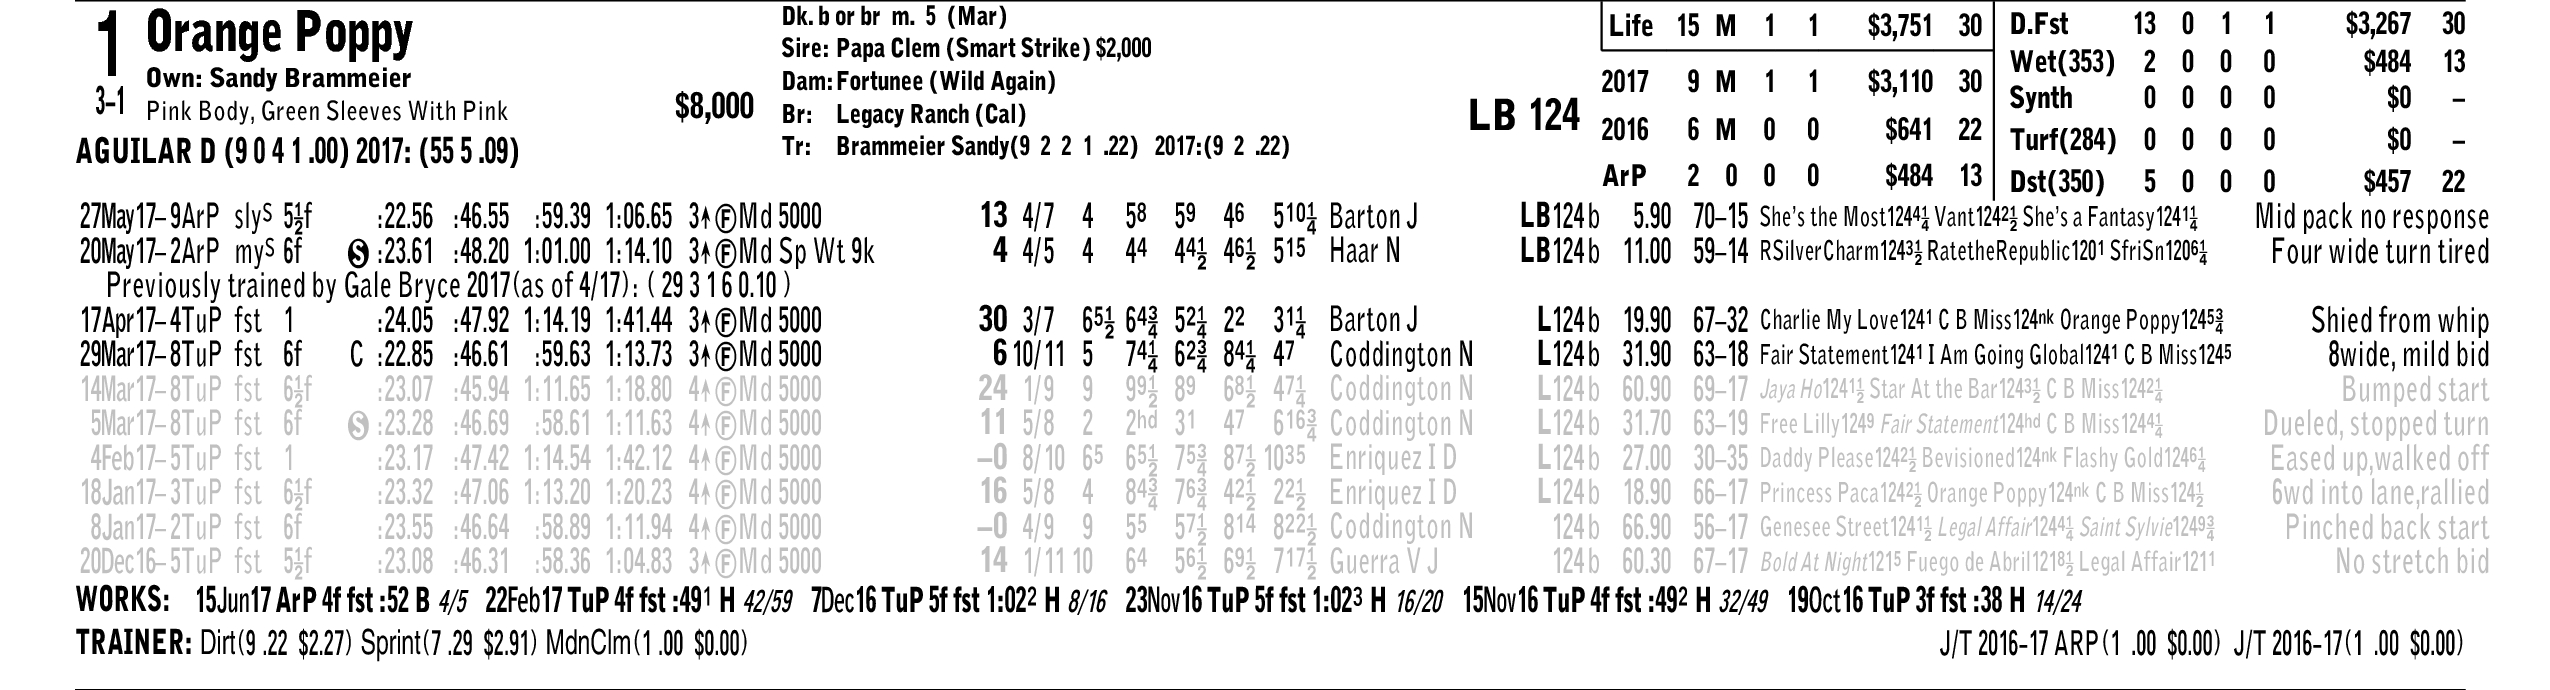 1 Orange Poppy
Own: Sandy Brammeier
3–1 Pink Body, Green Sleeves With Pink $8,000
AGUILAR D (9 0 4 1 .00) 2017: (55 5 .09)
Dk. b or br m. 5 (Mar)
Sire: Papa Clem (Smart Strike) $2,000
Dam: Fortunee (Wild Again)
Br: Legacy Ranch (Cal)
Tr: Brammeier Sandy(9 2 2 1 .22) 2017:(9 2 .22)
LB 124
Life 15 M 1 1 $3,751 30
2017 9 M 1 1 $3,110 30
2016 6 M 0 0 $641 22
ArP 2 0 0 0 $484 13
D.Fst 13 0 1 1 $3,267 30
Wet(353) 2 0 0 0 $484 13
Synth 0 0 0 0 $0 –
Turf(284) 0 0 0 0 $0 –
Dst(350) 5 0 0 0 $457 22
27May17–9ArP slyS 5½f :22.56 :46.55 :59.39 1:06.65 3↑ⒻMd 5000 13 4/7 4 5⁸ 5⁹ 4⁶ 5¹⁰¼ Barton J LB124 b 5.90 70–15 She's the Most124⁴¼ Vant124²½ She's a Fantasy124¹¼ Mid pack no response
20May17–2ArP myS 6f 🅢 :23.61 :48.20 1:01.00 1:14.10 3↑ⒻMd Sp Wt 9k 4 4/5 4 4⁴ 4⁴½ 4⁶½ 5¹⁵ Haar N LB124 b 11.00 59–14 RSilverCharm124³½ RatetheRepublic120¹ SfriSn120⁶¼ Four wide turn tired
Previously trained by Gale Bryce 2017(as of 4/17): ( 29 3 1 6 0.10 )
17Apr17–4TuP fst 1 :24.05 :47.92 1:14.19 1:41.44 3↑ⒻMd 5000 30 3/7 6⁵½ 6⁴¾ 5²¼ 2² 3¹¼ Barton J L124 b 19.90 67–32 Charlie My Love124¹ C B Miss124ⁿᵏ Orange Poppy124⁵¾ Shied from whip
29Mar17–8TuP fst 6f C :22.85 :46.61 :59.63 1:13.73 3↑ⒻMd 5000 6 10/11 5 7⁴¼ 6²¾ 8⁴¼ 4⁷ Coddington N L124 b 31.90 63–18 Fair Statement124¹ I Am Going Global124¹ C B Miss124⁵ 8wide, mild bid
14Mar17–8TuP fst 6½f :23.07 :45.94 1:11.65 1:18.80 4↑ⒻMd 5000 24 1/9 9 9⁹½ 8⁹ 6⁸½ 4⁷¼ Coddington N L124 b 60.90 69–17 Jaya Ho124¹½ Star At the Bar124³½ C B Miss124²¼ Bumped start
5Mar17–8TuP fst 6f 🅢 :23.28 :46.69 :58.61 1:11.63 4↑ⒻMd 5000 11 5/8 2 2ʰᵈ 3¹ 4⁷ 6¹⁶¾ Coddington N L124 b 31.70 63–19 Free Lilly124⁹ Fair Statement124ʰᵈ C B Miss124⁴¼ Dueled, stopped turn
4Feb17–5TuP fst 1 :23.17 :47.42 1:14.54 1:42.12 4↑ⒻMd 5000 –0 8/10 6⁵ 6⁵½ 7⁵¾ 8⁷½ 10³⁵ Enriquez I D L124 b 27.00 30–35 Daddy Please124²½ Bevisioned124ⁿᵏ Flashy Gold124⁶¼ Eased up,walked off
18Jan17–3TuP fst 6½f :23.32 :47.06 1:13.20 1:20.23 4↑ⒻMd 5000 16 5/8 4 8⁴¾ 7⁶¾ 4²½ 2²½ Enriquez I D L124 b 18.90 66–17 Princess Paca124²½ Orange Poppy124ⁿᵏ C B Miss124½ 6wd into lane,rallied
8Jan17–2TuP fst 6f :23.55 :46.64 :58.89 1:11.94 4↑ⒻMd 5000 –0 4/9 9 5⁵ 5⁷½ 8¹⁴ 8²²½ Coddington N 124 b 66.90 56–17 Genesee Street124¹½ Legal Affair124⁴¼ Saint Sylvie124⁹¾ Pinched back start
20Dec16–5TuP fst 5½f :23.08 :46.31 :58.36 1:04.83 3↑ⒻMd 5000 14 1/11 10 6⁴ 5⁶½ 6⁹½ 7¹⁷½ Guerra V J 124 b 60.30 67–17 Bold At Night121⁵ Fuego de Abril121⁸½ Legal Affair121¹ No stretch bid
WORKS: 15Jun17 ArP 4f fst :52 B 4/5 22Feb17 TuP 4f fst :49¹ H 42/59 7Dec16 TuP 5f fst 1:02² H 8/16 23Nov16 TuP 5f fst 1:02³ H 16/20 15Nov16 TuP 4f fst :49² H 32/49 19Oct16 TuP 3f fst :38 H 14/24
TRAINER: Dirt(9 .22 $2.27) Sprint(7 .29 $2.91) MdnClm(1 .00 $0.00) J/T 2016–17 ARP(1 .00 $0.00) J/T 2016–17(1 .00 $0.00)